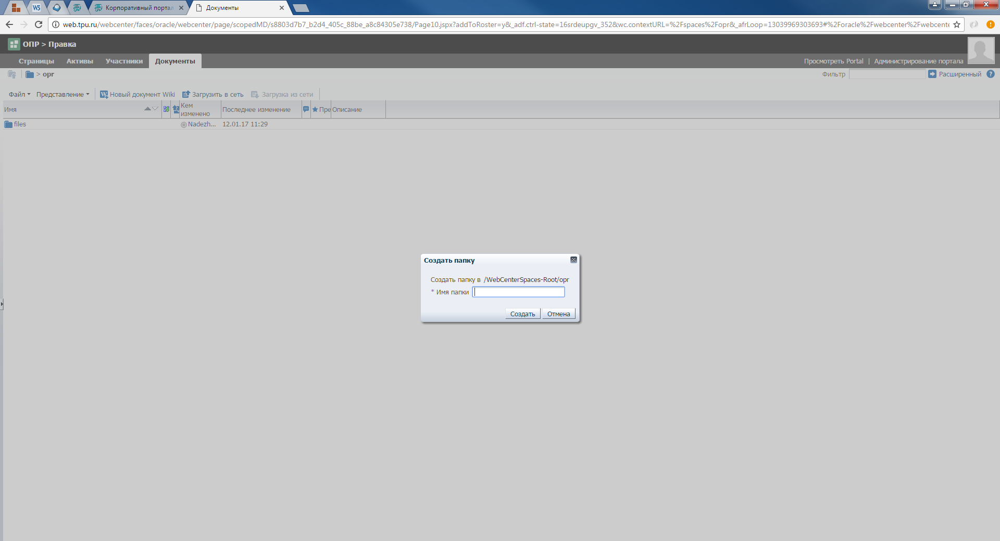 W3
Корпоративный портал
Документы
web.tpu.ru/webcenter/faces/oracle/webcenter/page/scopedMD/s8803d7b7_b2d4_405c_88be_a8c84305e738/Page10.jspx?addToRoster=y&_adf.ctrl-state=16srdeupgv_352&wc.contextURL=%2Fspaces%2Fopr&_afrLoop=13039969303693#%2Foracle%2Fwebcenter%2Fwebcente
ОПР > Правка
Страницы Активы Участники Документы
Просмотреть Portal | Администрирование портала
> opr
Фильтр Расширенный ?
Файл Представление Новый документ Wiki Загрузить в сеть Загрузка из сети
Имя Кем изменено Последнее изменение Пре Описание
files Nadezh... 12.01.17 11:29
Создать папку
Создать папку в /WebCenterSpaces-Root/opr
* Имя папки
Создать Отмена